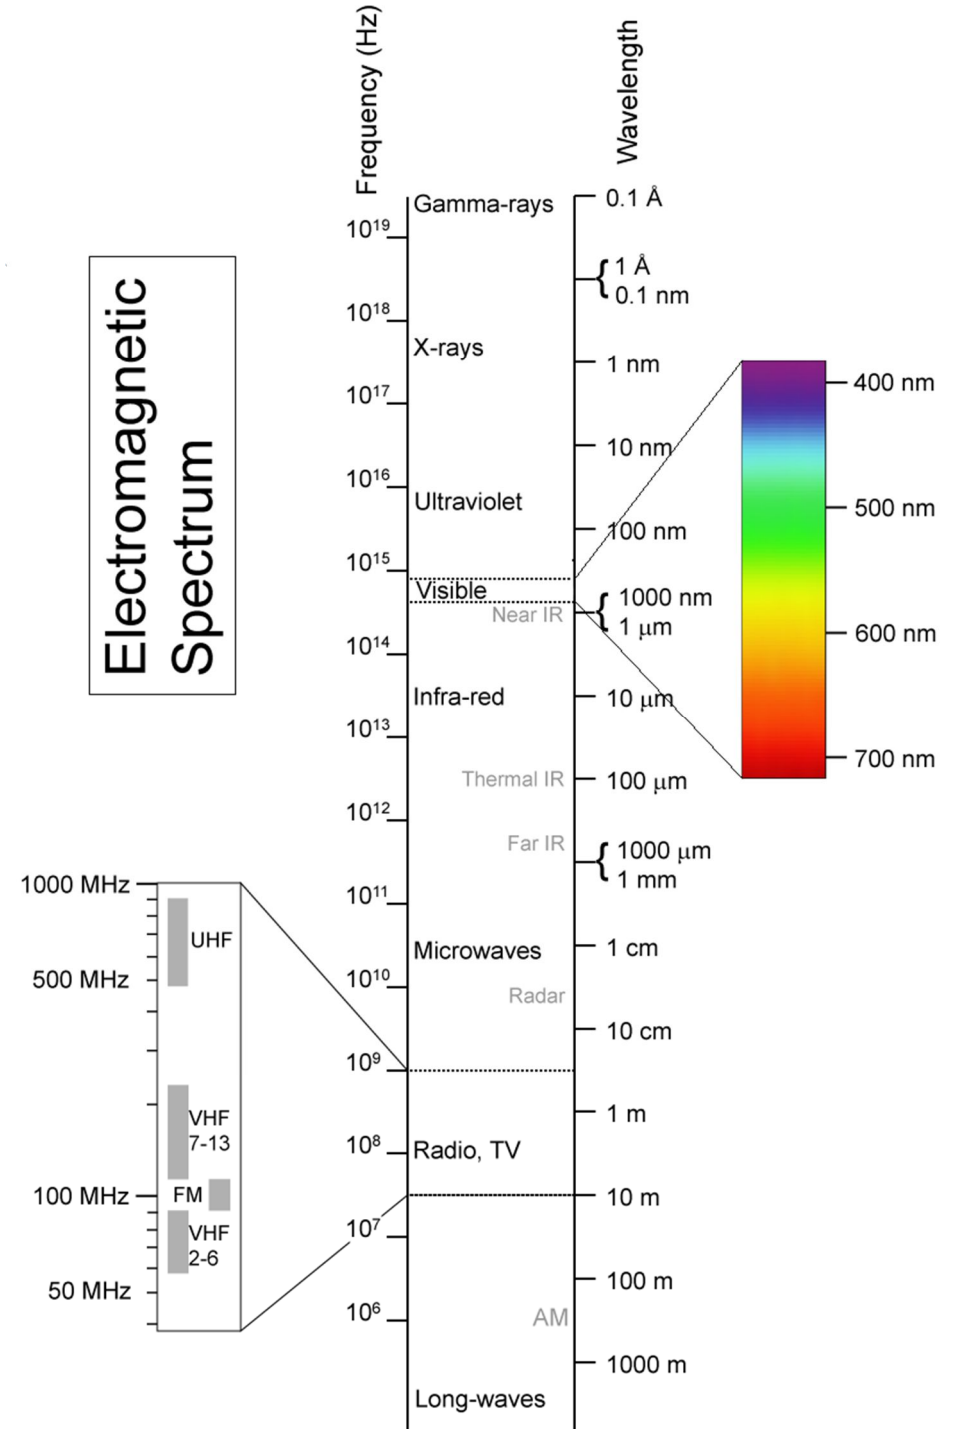 Frequency (Hz)
Wavelength
Electromagnetic
Spectrum
Gamma-rays
0.1 Å
10¹⁹
1 Å
0.1 nm
10¹⁸
X-rays
1 nm
10¹⁷
10 nm
10¹⁶
Ultraviolet
100 nm
10¹⁵
Visible
1000 nm
Near IR
1 μm
10¹⁴
Infra-red
10 μm
10¹³
Thermal IR
100 μm
10¹²
Far IR
1000 μm
1 mm
10¹¹
Microwaves
1 cm
10¹⁰
Radar
10 cm
10⁹
1 m
10⁸
Radio, TV
10 m
10⁷
100 m
10⁶
AM
1000 m
Long-waves
400 nm
500 nm
600 nm
700 nm
1000 MHz
UHF
500 MHz
VHF
7-13
100 MHz
FM
VHF
2-6
50 MHz